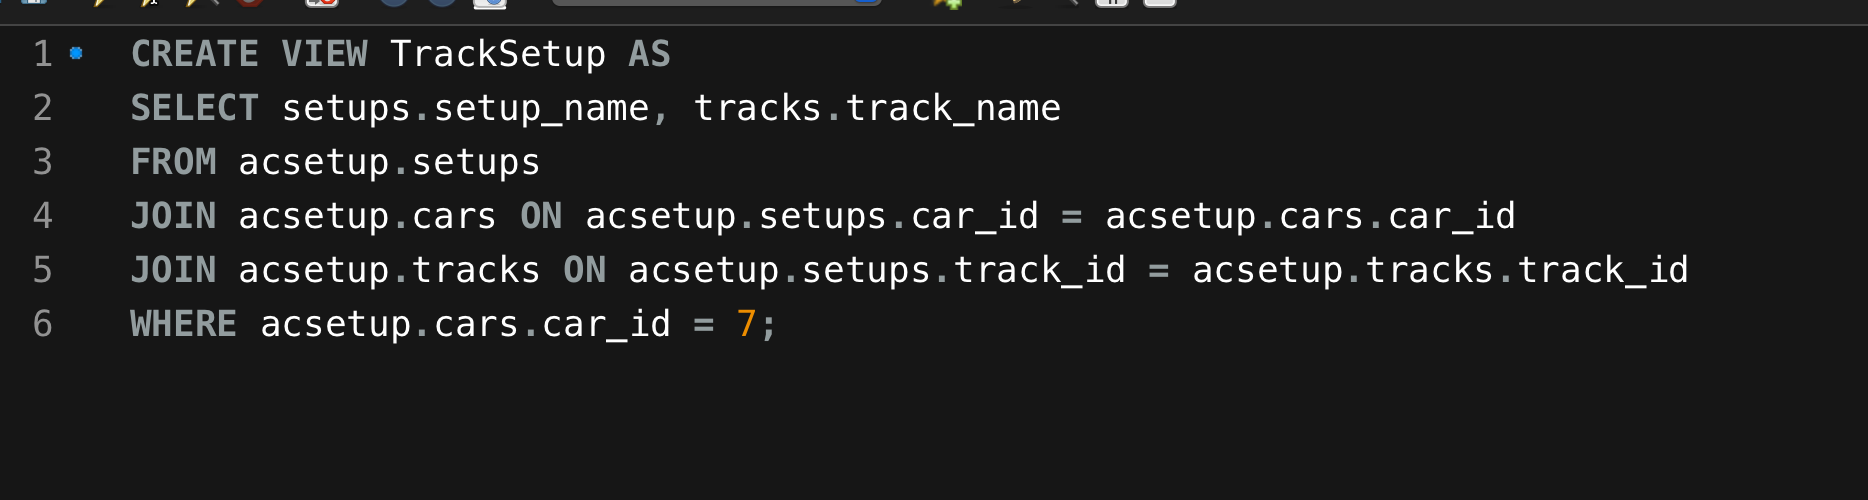 1 CREATE VIEW TrackSetup AS
2 SELECT setups.setup_name, tracks.track_name
3 FROM acsetup.setups
4 JOIN acsetup.cars ON acsetup.setups.car_id = acsetup.cars.car_id
5 JOIN acsetup.tracks ON acsetup.setups.track_id = acsetup.tracks.track_id
6 WHERE acsetup.cars.car_id = 7;